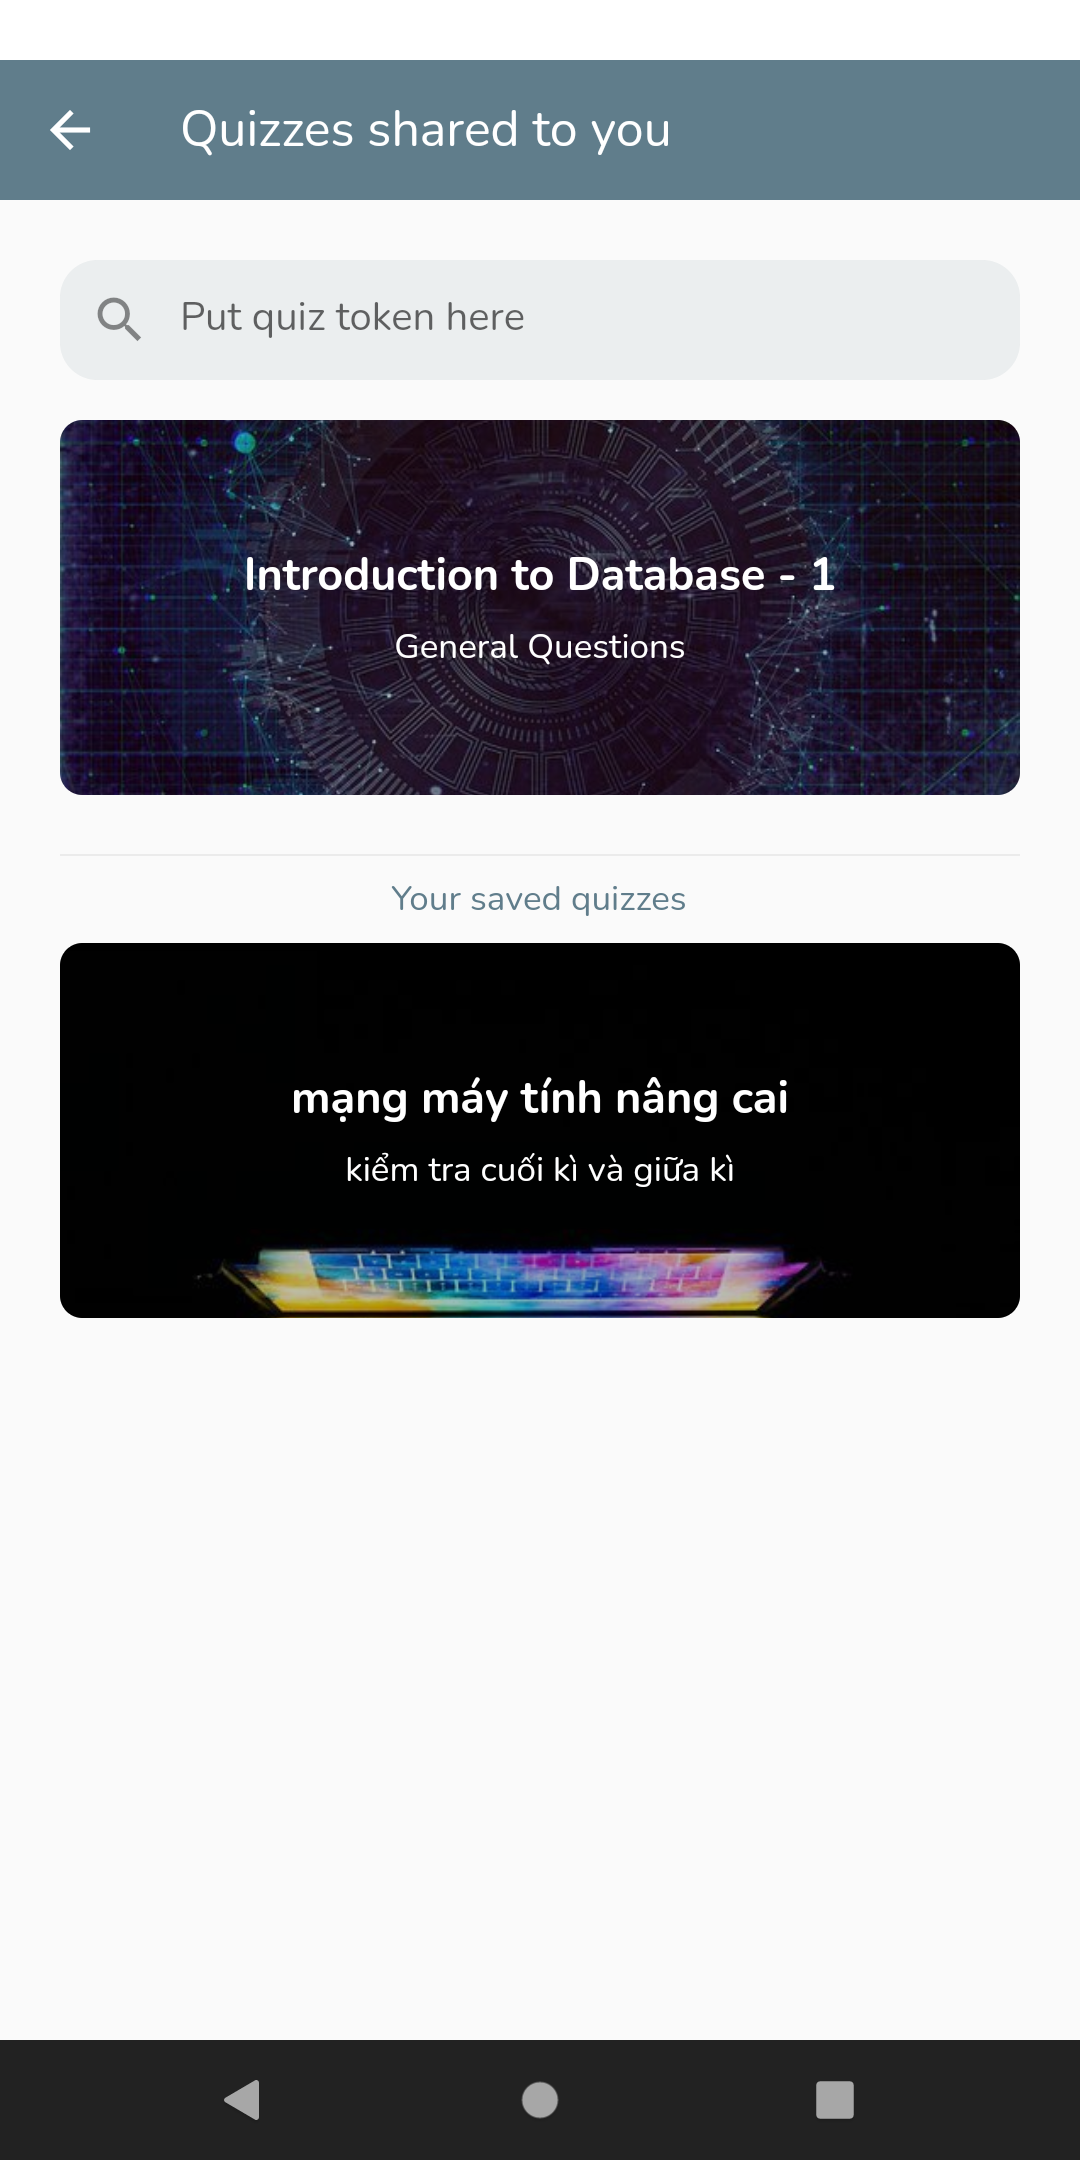 Quizzes shared to you
Put quiz token here
Introduction to Database - 1
General Questions
Your saved quizzes
mạng máy tính nâng cai
kiểm tra cuối kì và giữa kì